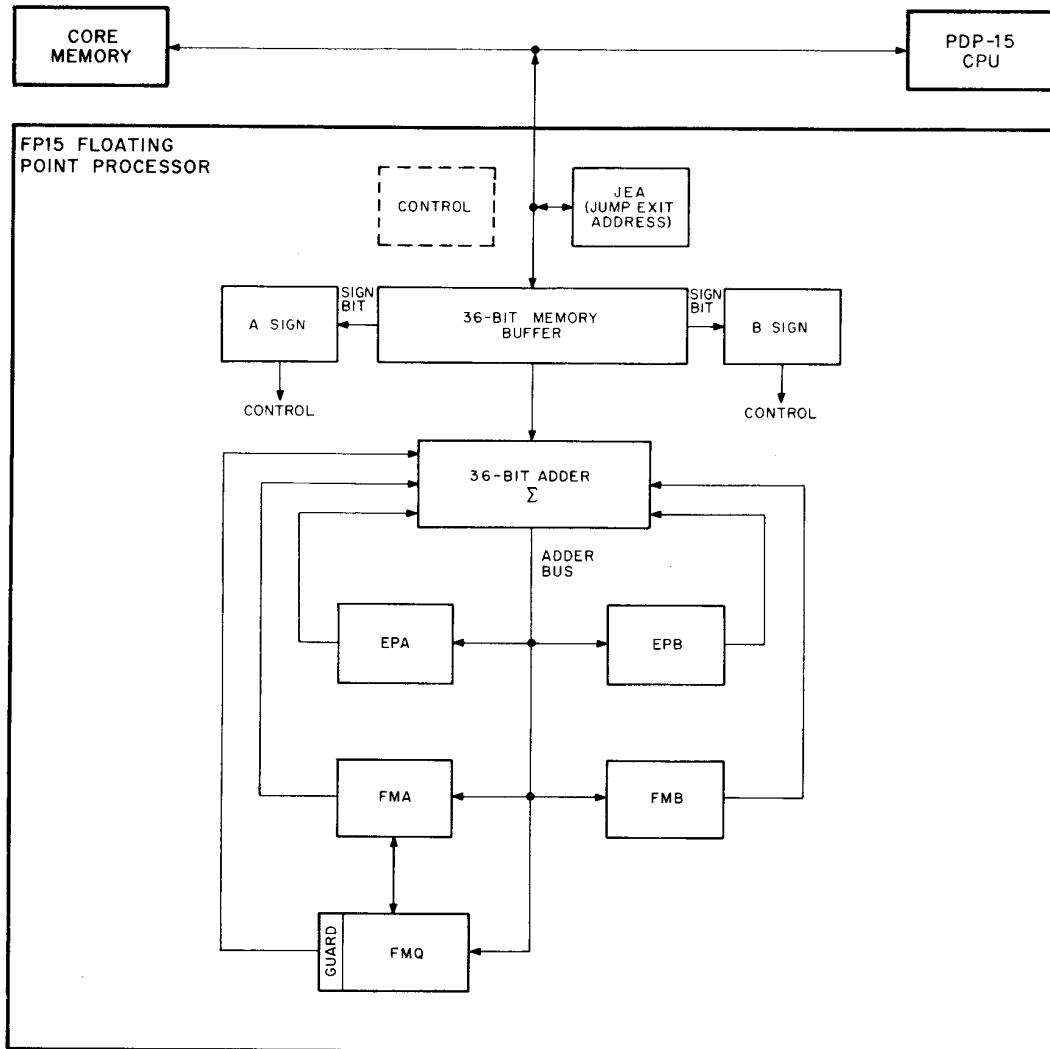 CORE
MEMORY
PDP-15
CPU
FP15 FLOATING
POINT PROCESSOR
CONTROL
JEA
(JUMP EXIT
ADDRESS)
SIGN
BIT
A SIGN
36-BIT MEMORY
BUFFER
SIGN
BIT
B SIGN
CONTROL
CONTROL
36-BIT ADDER
Σ
ADDER
BUS
EPA
EPB
FMA
FMB
GUARD
FMQ